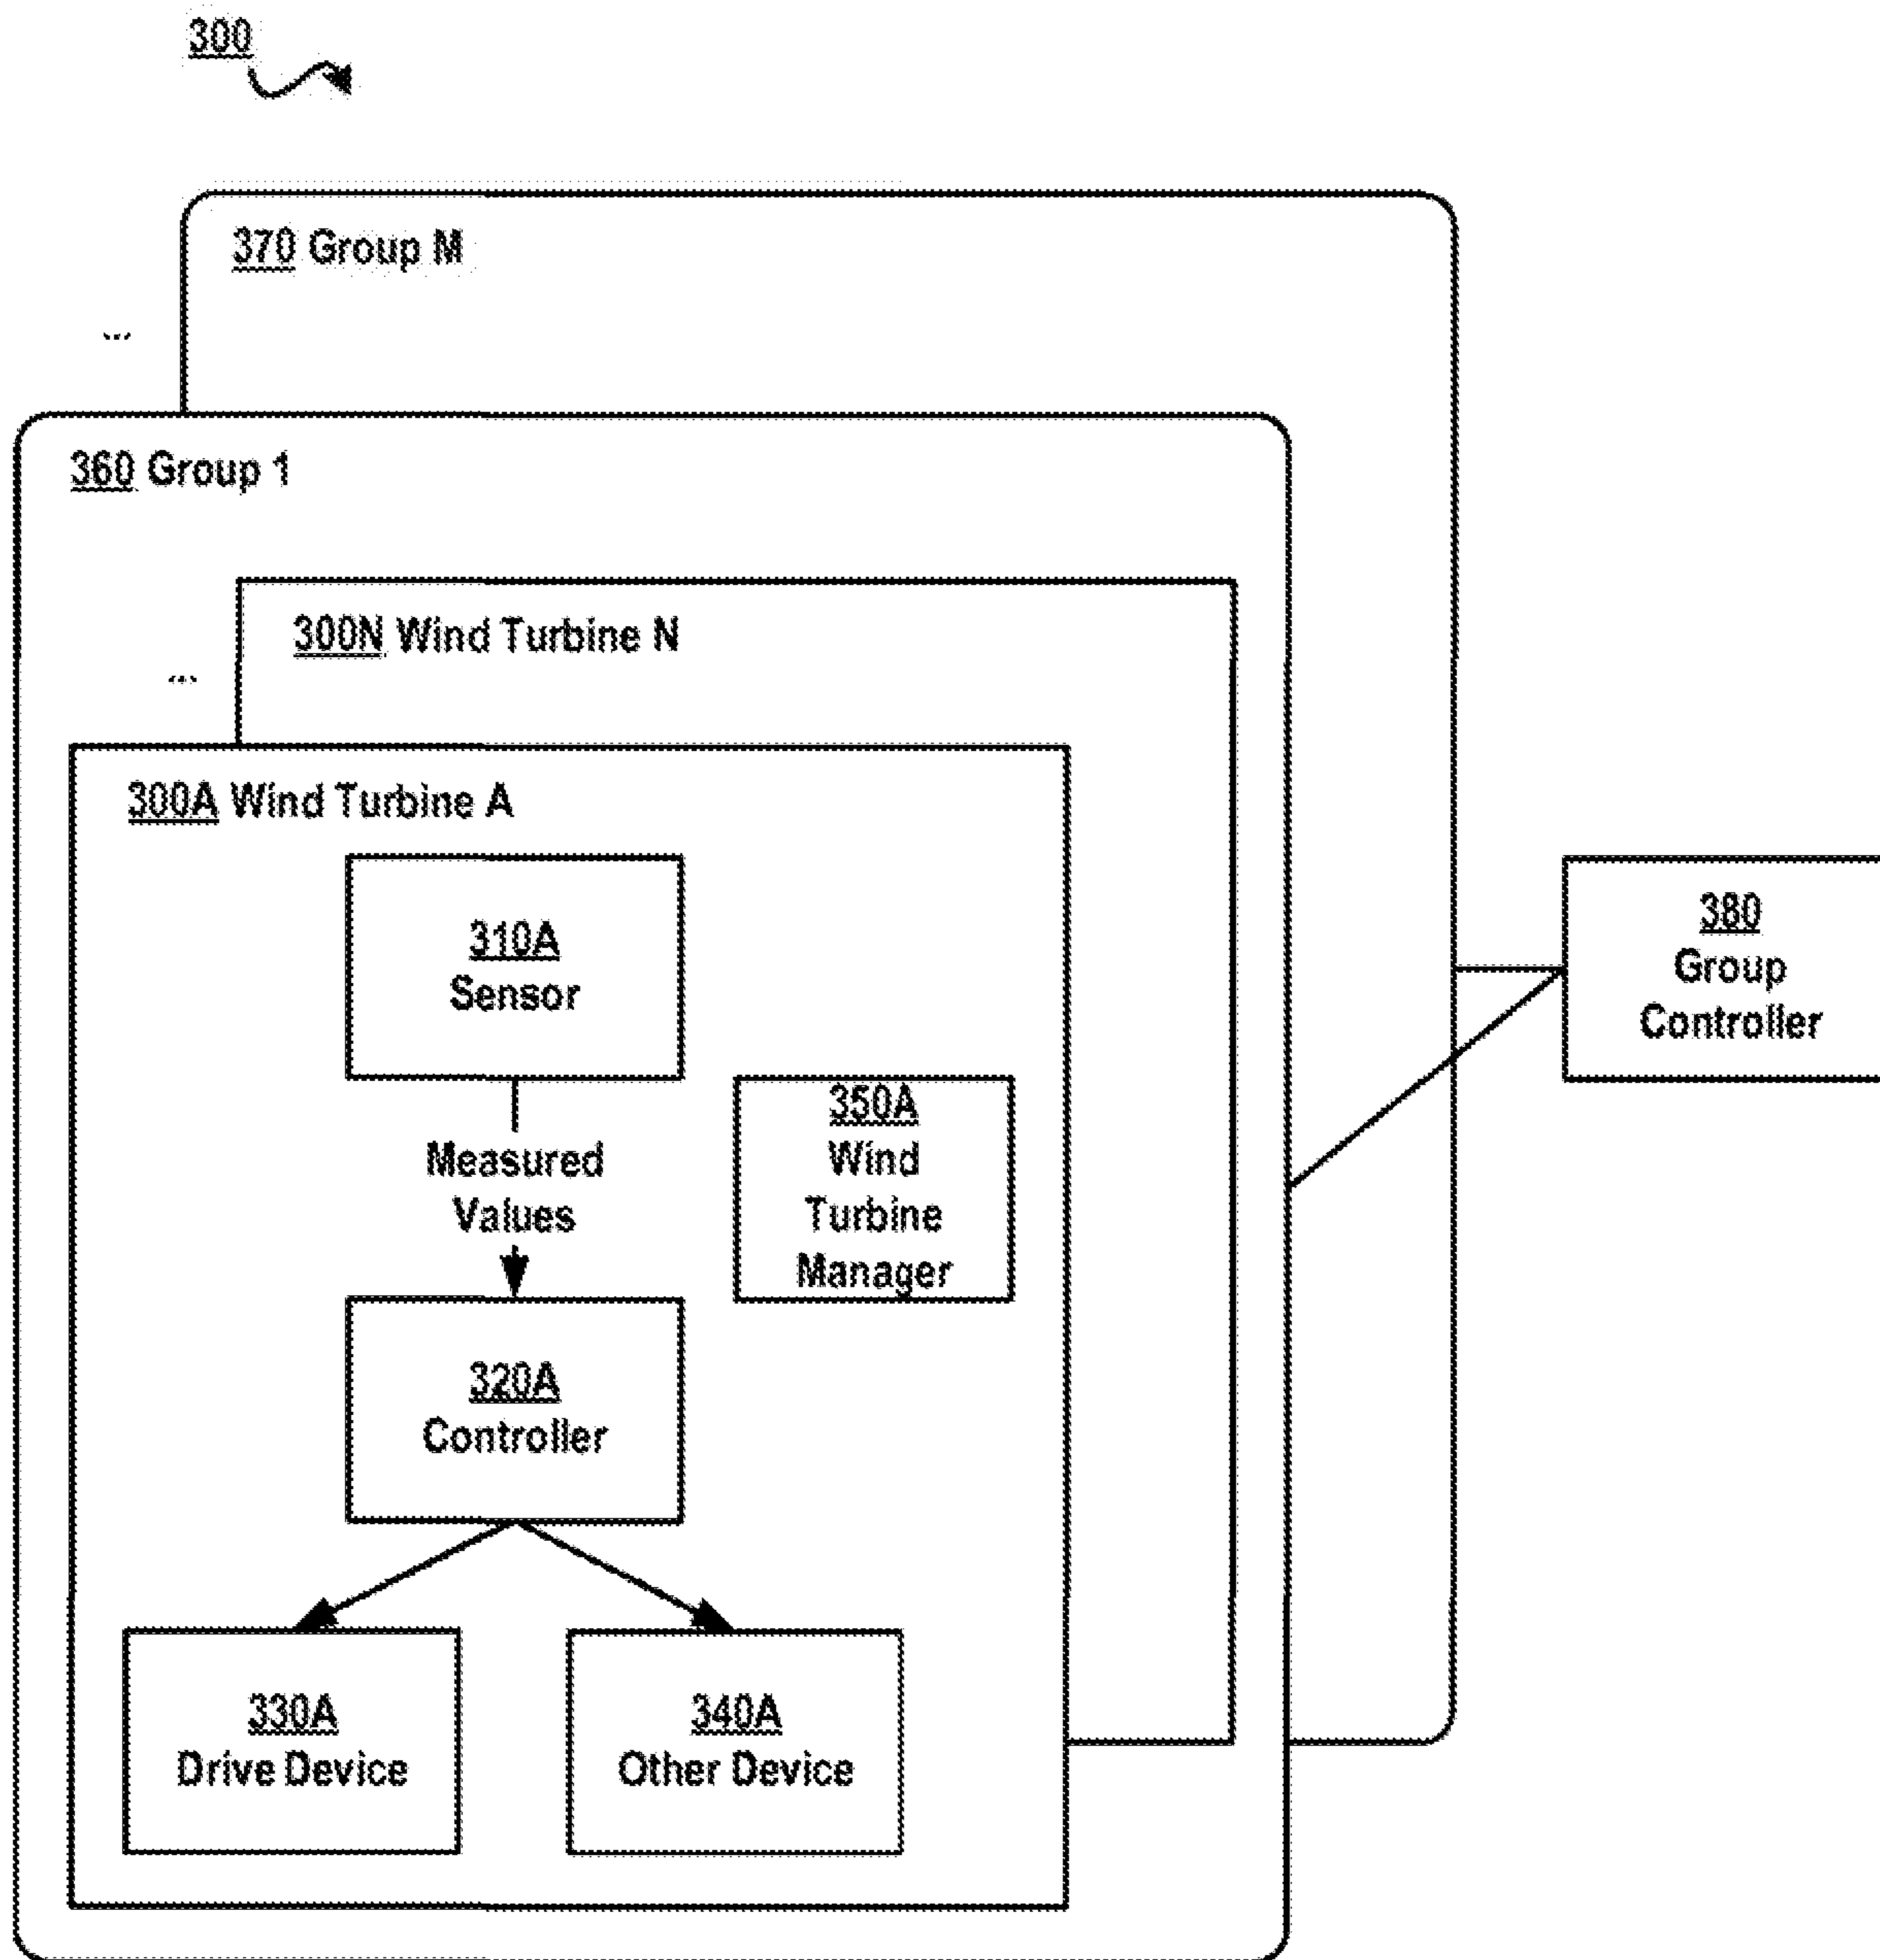 300
370 Group M
...
360 Group 1
300N Wind Turbine N
...
300A Wind Turbine A
310A
Sensor
Measured
Values
350A
Wind
Turbine
Manager
320A
Controller
330A
Drive Device
340A
Other Device
380
Group
Controller